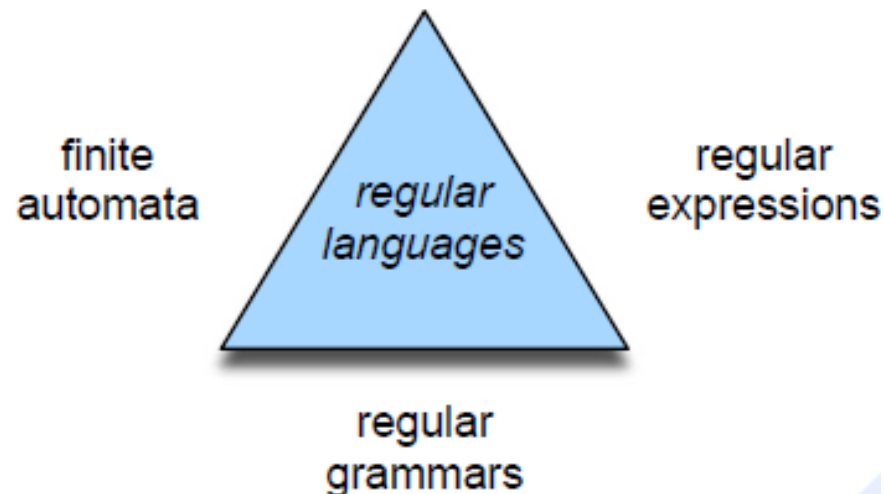 finite
automata
regular
languages
regular
expressions
regular
grammars